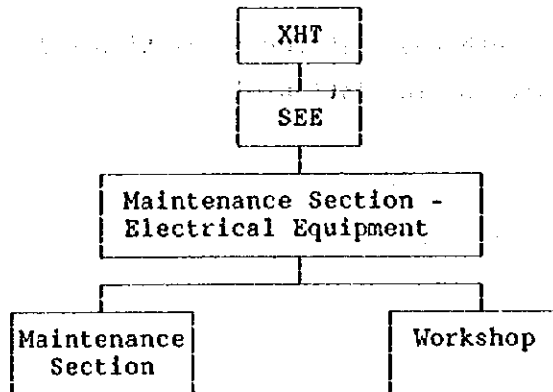 XHT
SEE
Maintenance Section -
Electrical Equipment
Maintenance
Section
Workshop